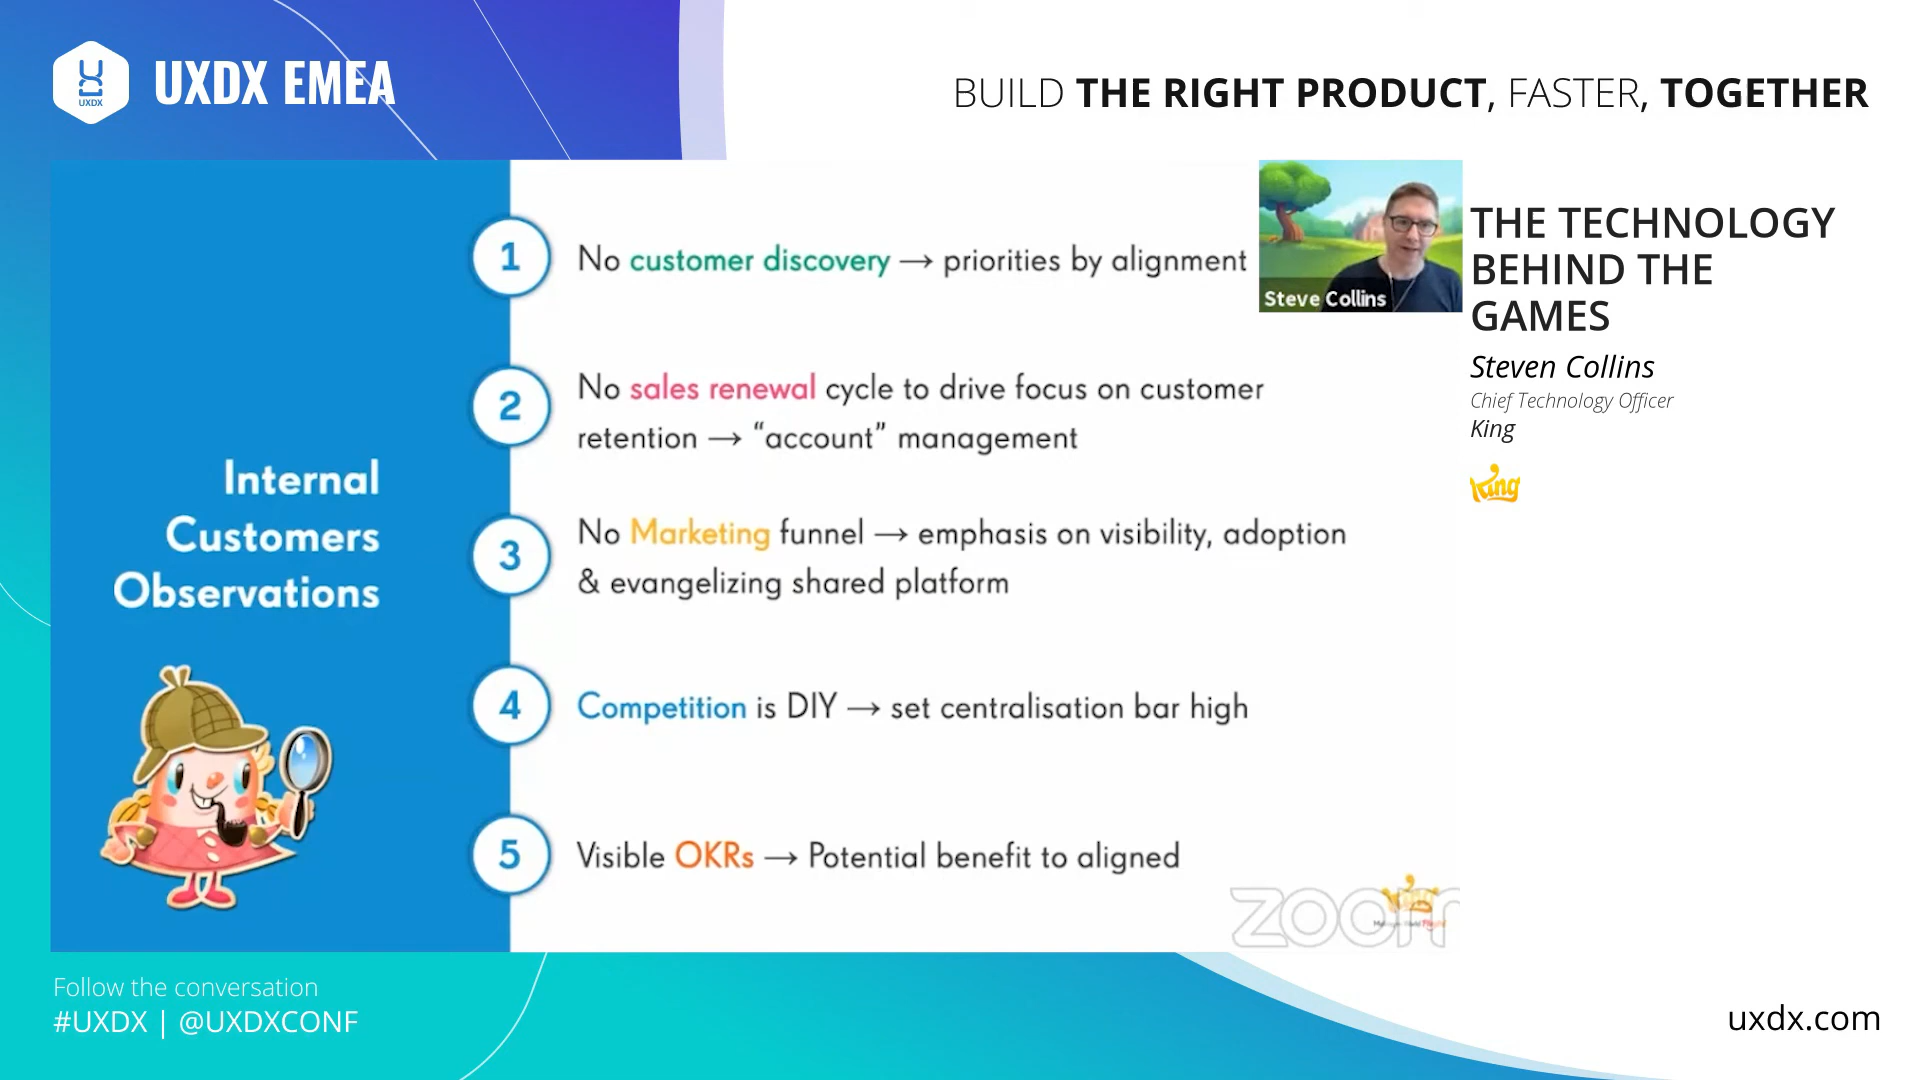 UXDX
UXDX EMEA
BUILD THE RIGHT PRODUCT, FASTER, TOGETHER
Internal
Customers
Observations
1
No customer discovery → priorities by alignment
2
No sales renewal cycle to drive focus on customer
retention → “account” management
3
No Marketing funnel → emphasis on visibility, adoption
& evangelizing shared platform
4
Competition is DIY → set centralisation bar high
5
Visible OKRs → Potential benefit to aligned
Steve Collins
THE TECHNOLOGY
BEHIND THE
GAMES
Steven Collins
Chief Technology Officer
King
King
zoom
King
Follow the conversation
#UXDX | @UXDXCONF
uxdx.com